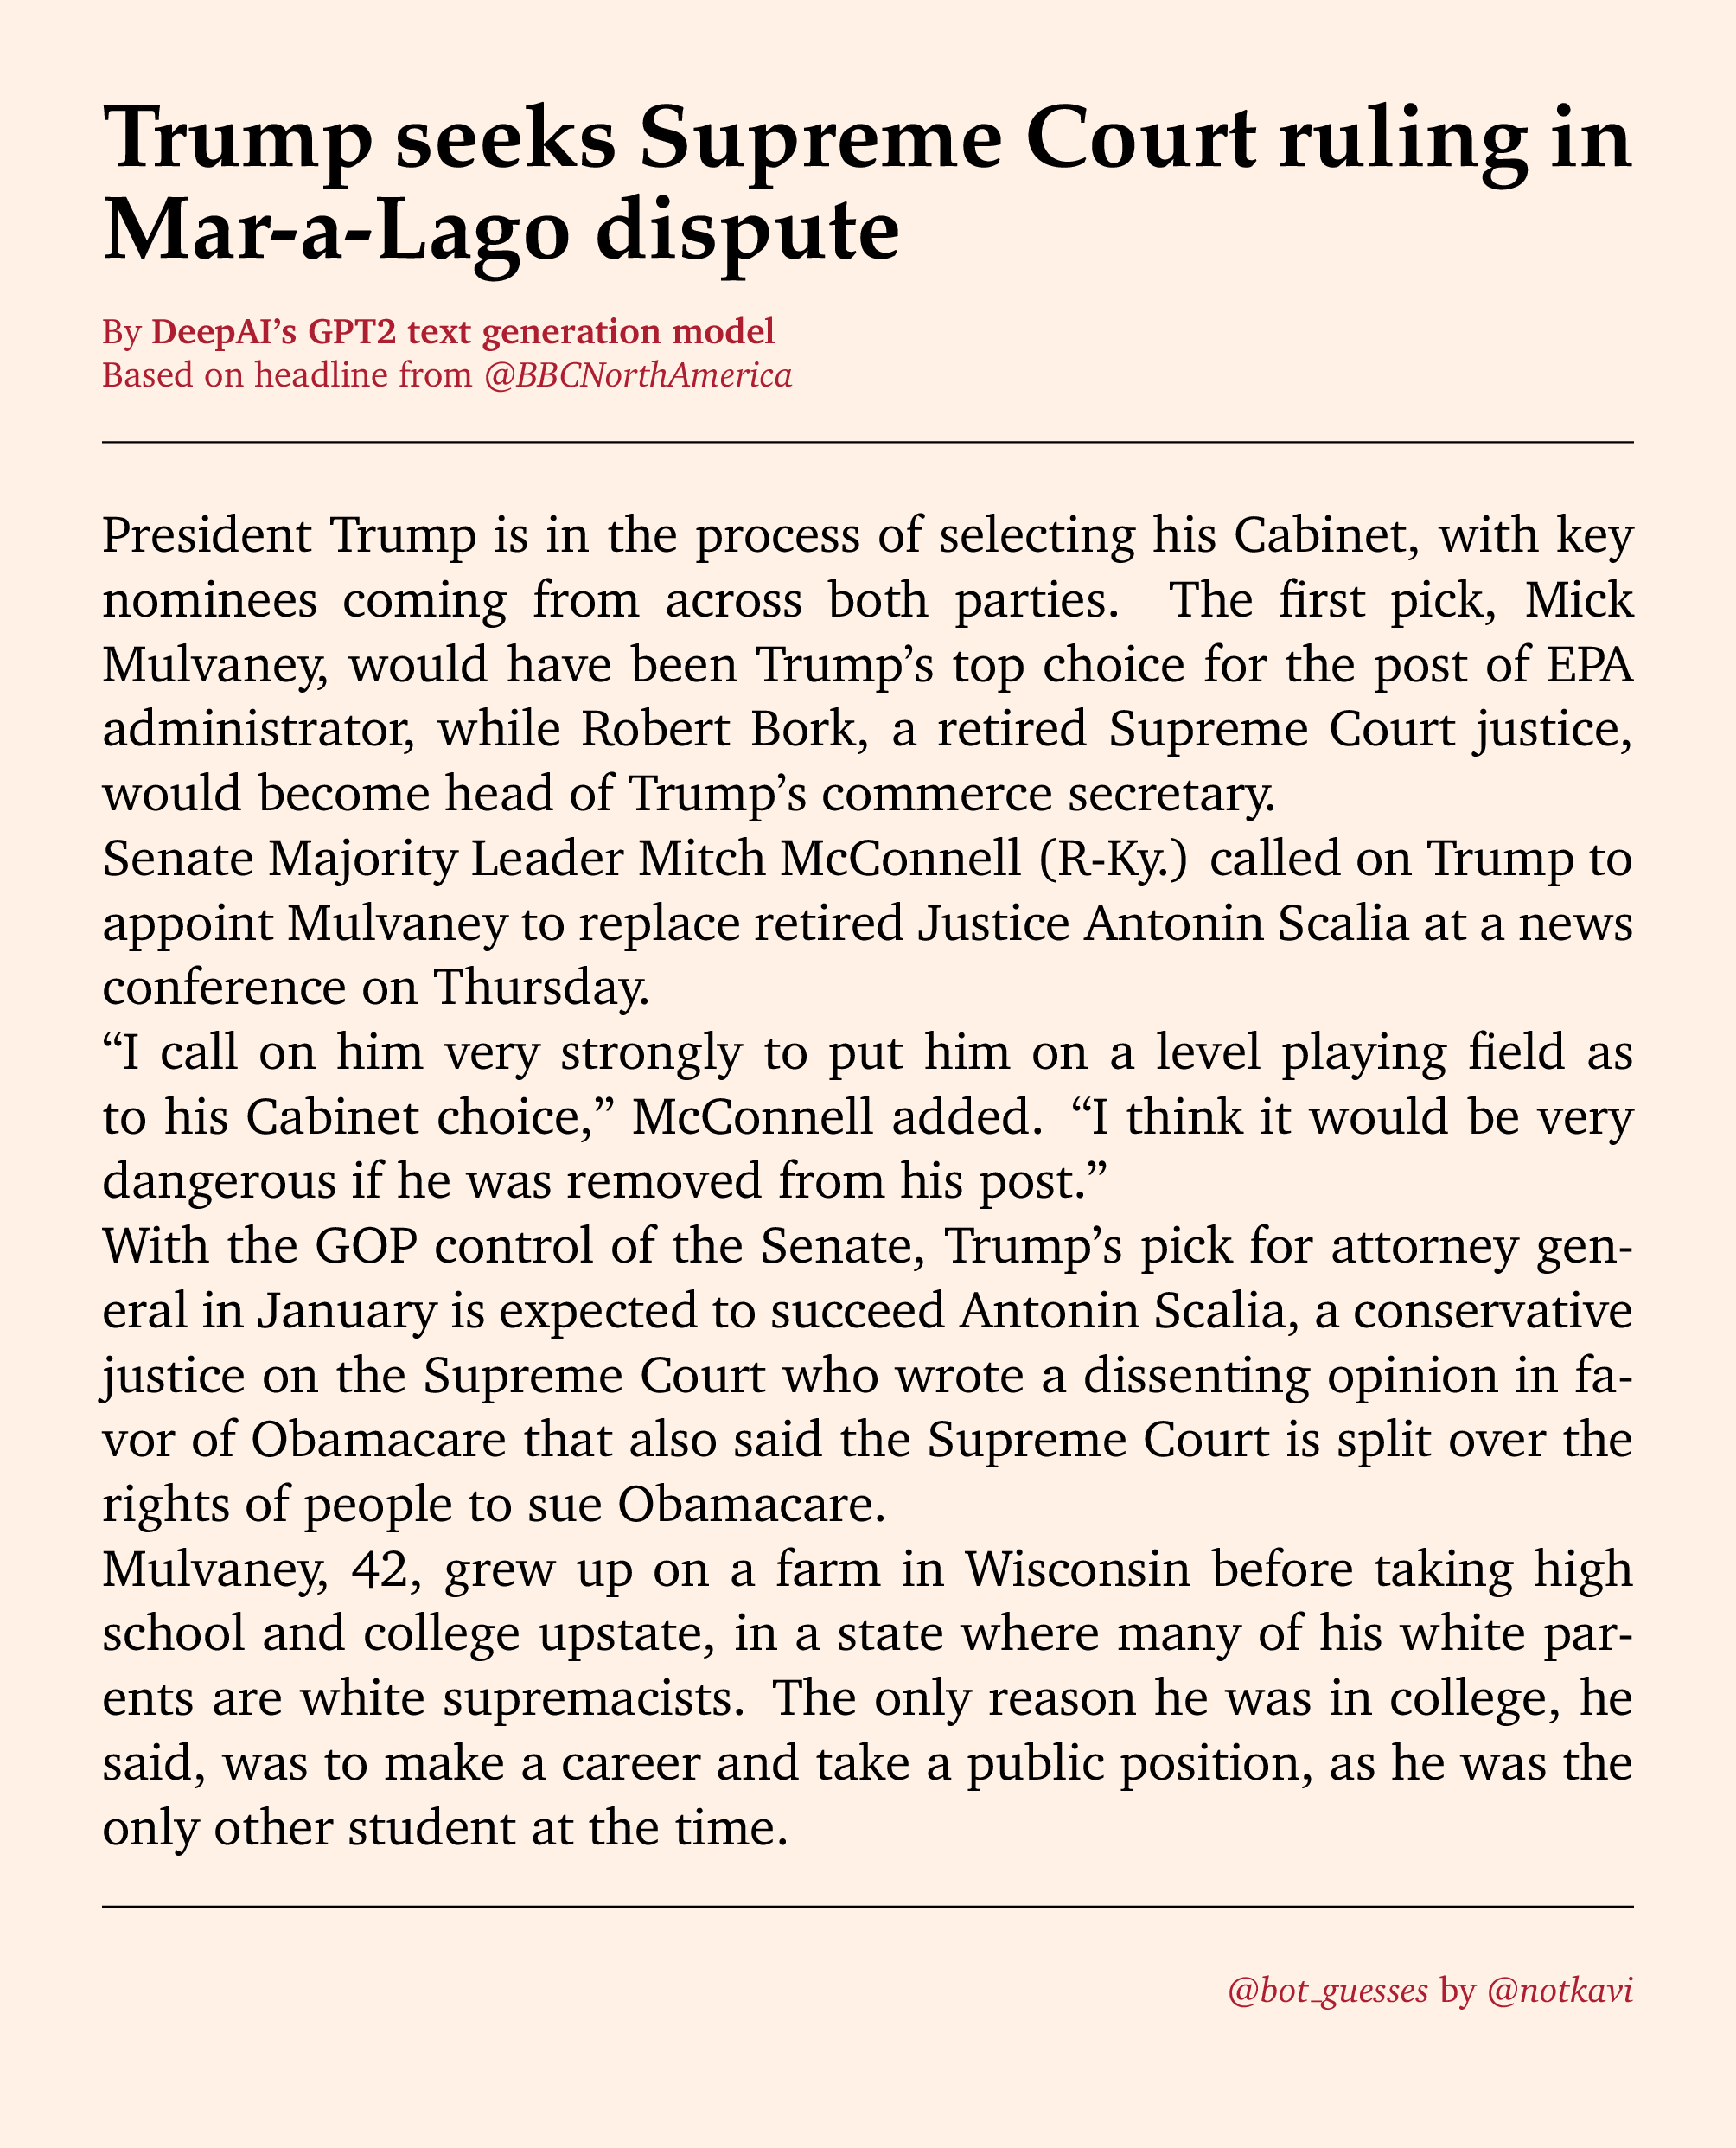 Trump seeks Supreme Court ruling in
Mar-a-Lago dispute
By DeepAI’s GPT2 text generation model
Based on headline from @BBCNorthAmerica
President Trump is in the process of selecting his Cabinet, with key
nominees coming from across both parties. The first pick, Mick
Mulvaney, would have been Trump’s top choice for the post of EPA
administrator, while Robert Bork, a retired Supreme Court justice,
would become head of Trump’s commerce secretary.
Senate Majority Leader Mitch McConnell (R-Ky.) called on Trump to
appoint Mulvaney to replace retired Justice Antonin Scalia at a news
conference on Thursday.
“I call on him very strongly to put him on a level playing field as
to his Cabinet choice,” McConnell added. “I think it would be very
dangerous if he was removed from his post.”
With the GOP control of the Senate, Trump’s pick for attorney gen-
eral in January is expected to succeed Antonin Scalia, a conservative
justice on the Supreme Court who wrote a dissenting opinion in fa-
vor of Obamacare that also said the Supreme Court is split over the
rights of people to sue Obamacare.
Mulvaney, 42, grew up on a farm in Wisconsin before taking high
school and college upstate, in a state where many of his white par-
ents are white supremacists. The only reason he was in college, he
said, was to make a career and take a public position, as he was the
only other student at the time.
@bot_guesses by @notkavi